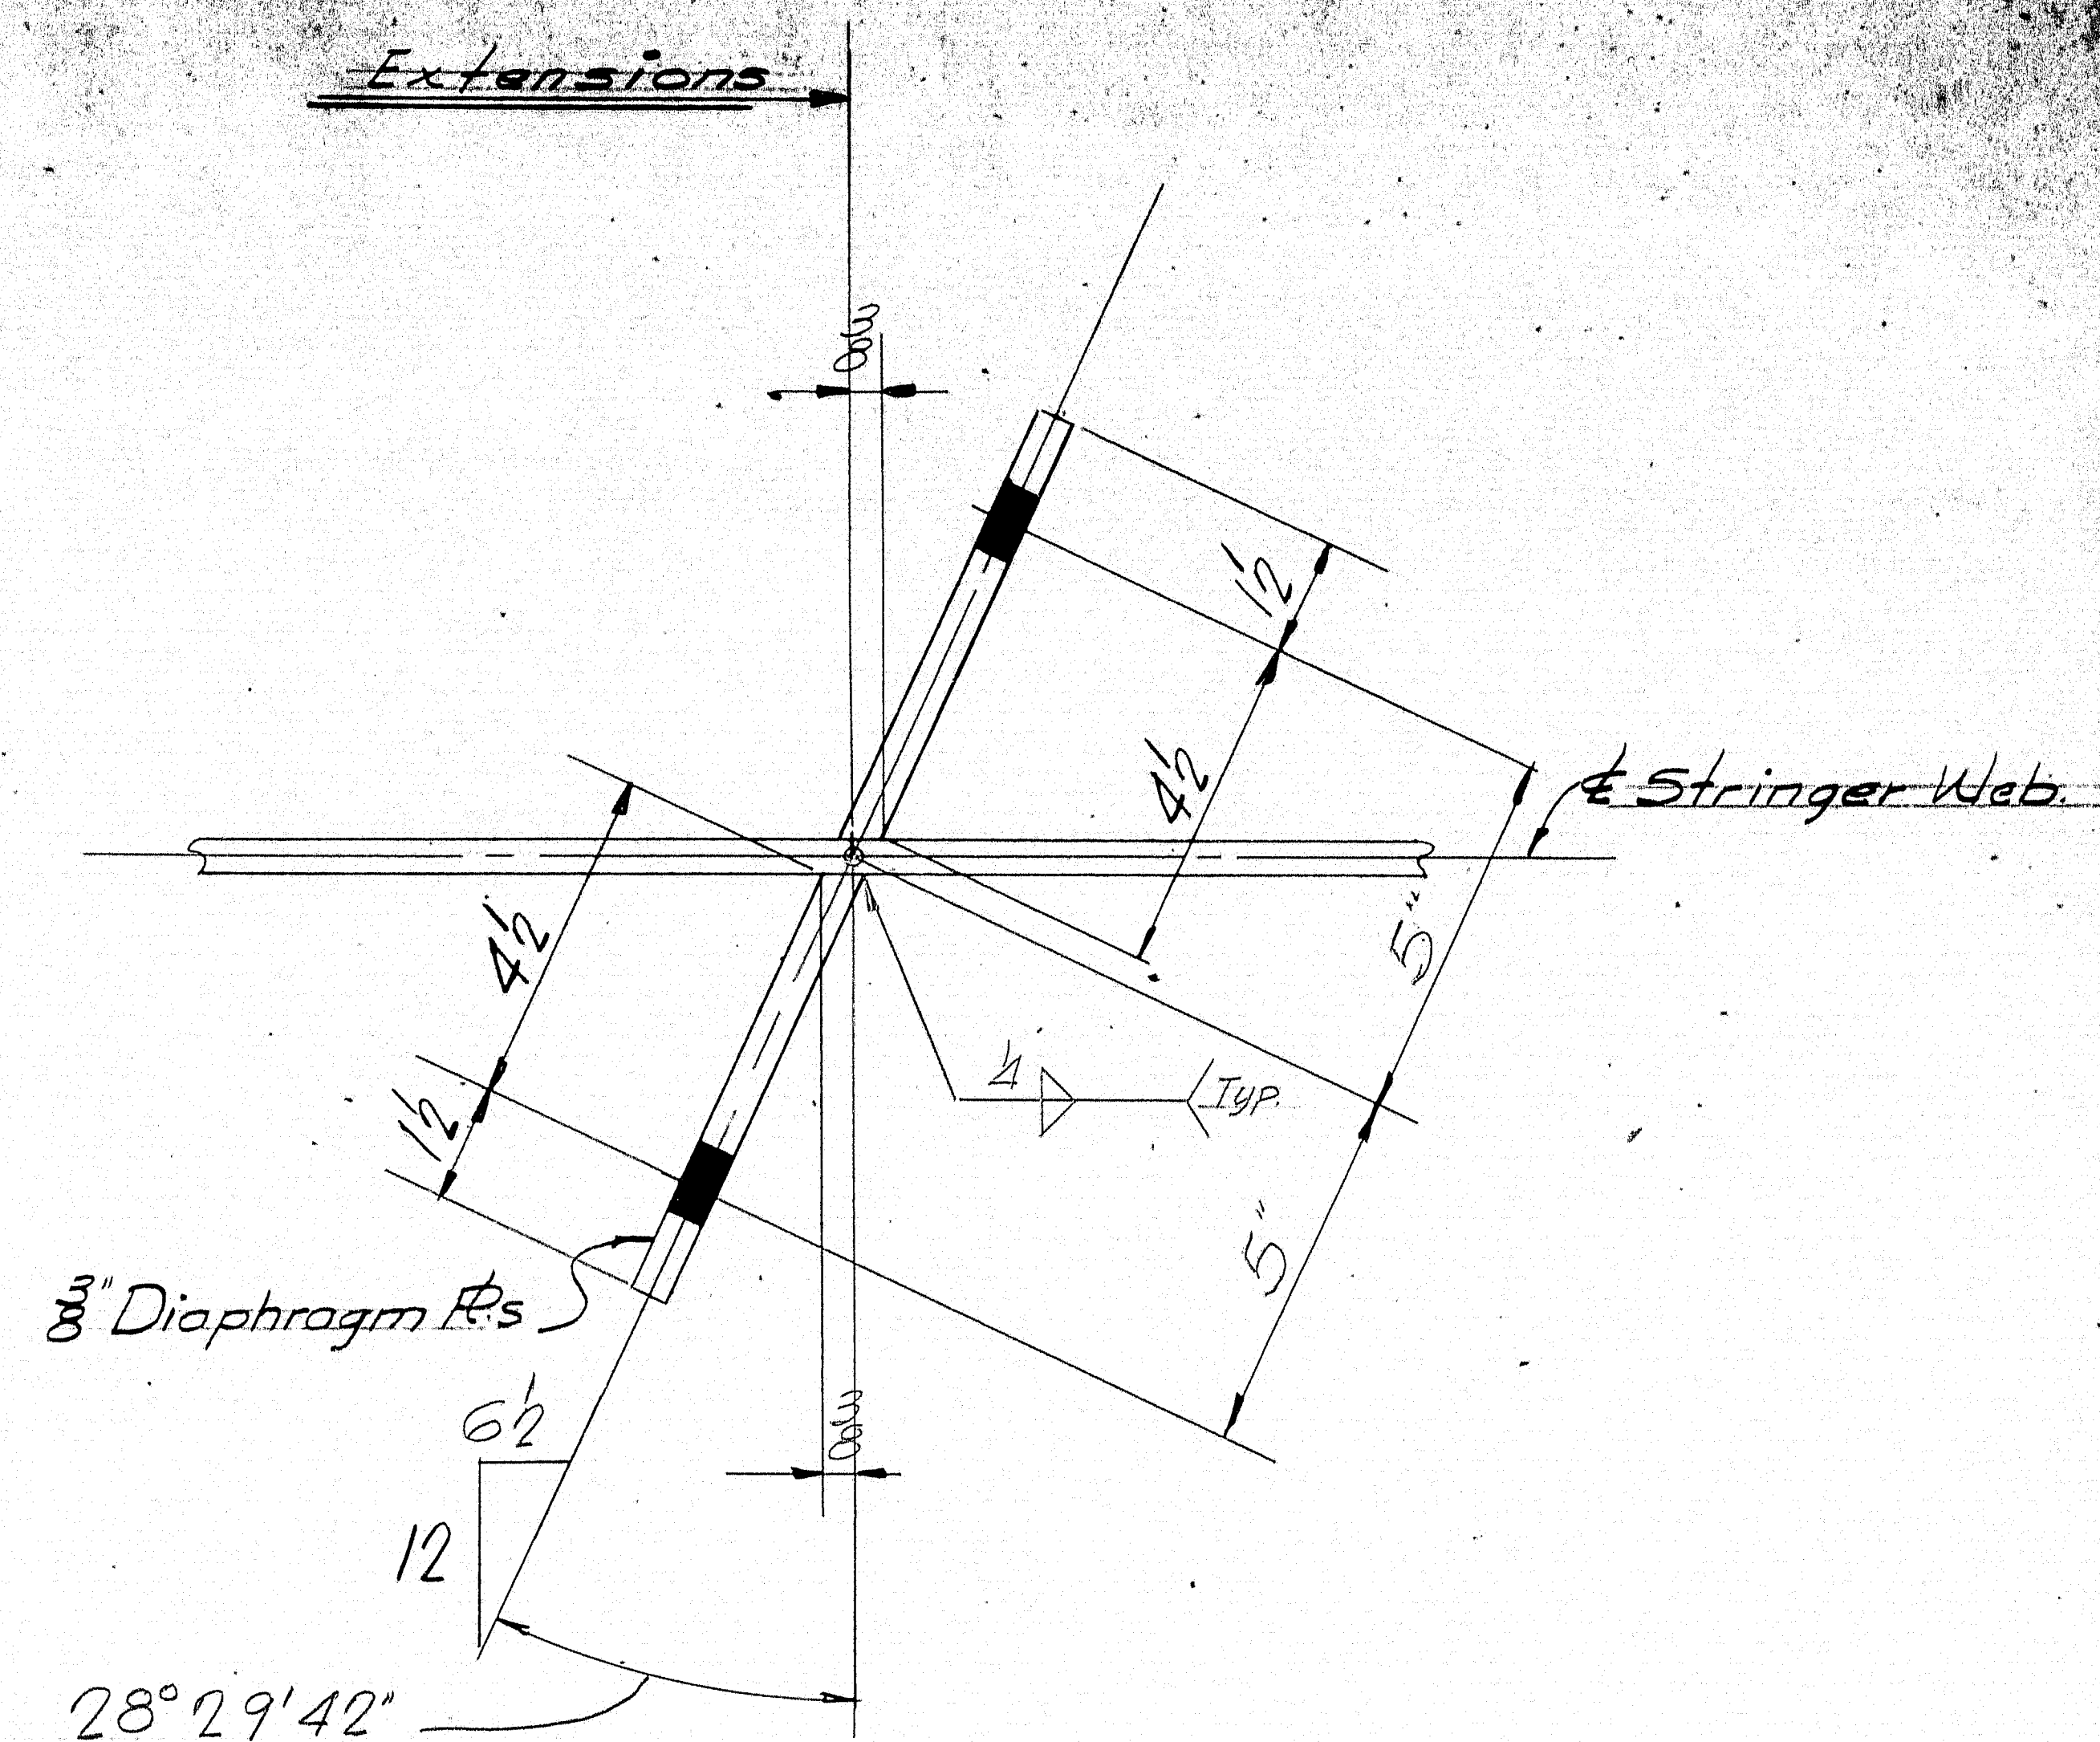 Extensions
3/8
1 1/2
4 1/2
℄ Stringer Web.
4 1/2
5"
1/4
Typ.
1 1/2
5"
3/8" Diaphragm ℙs
6 1/2
3/8
12
28° 29' 42"